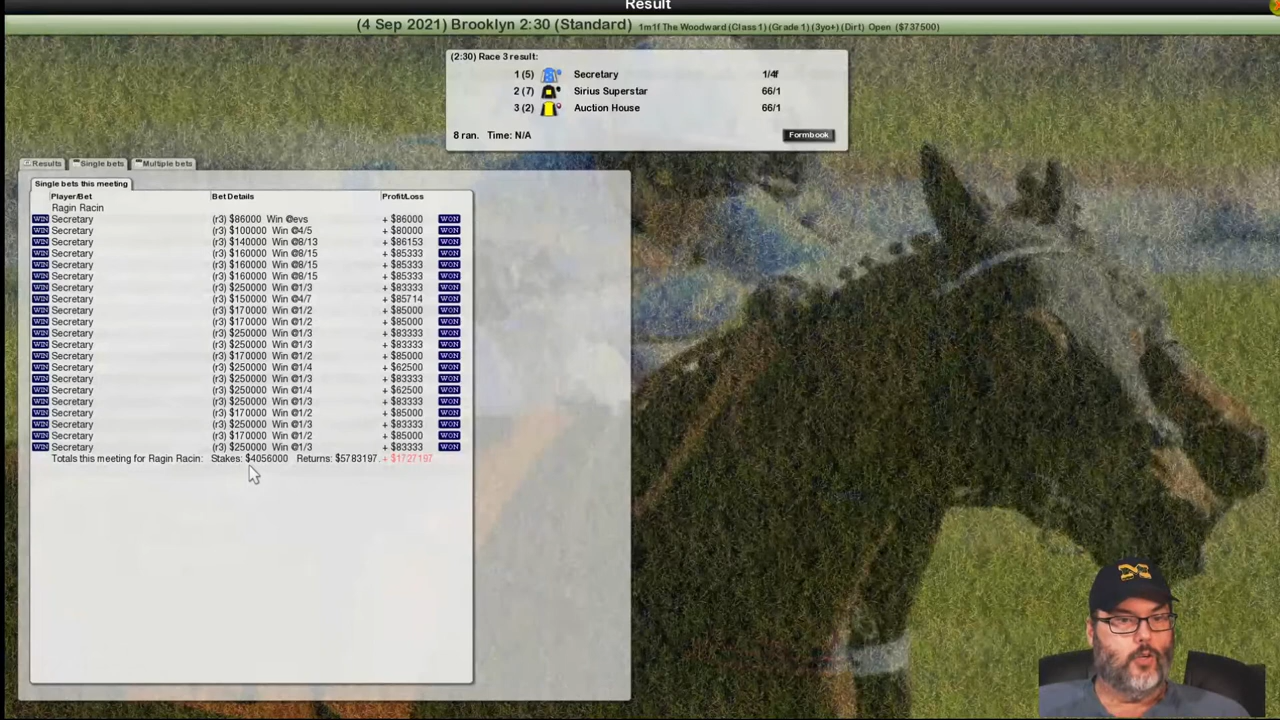 Result
(4 Sep 2021) Brooklyn 2:30 (Standard) 1m1f The Woodward (Class 1) (Grade 1) (3yo+) (Dirt) Open ($737500)
(2:30) Race 3 result:
1 (5) Secretary 1/4f
2 (7) Sirius Superstar 66/1
3 (2) Auction House 66/1
8 ran. Time: N/A Formbook
Results Single bets Multiple bets
Single bets this meeting
Player/Bet Bet Details Profit/Loss
Ragin Racin
WIN Secretary (r3) $86000 Win @evs + $86000 WON
WIN Secretary (r3) $100000 Win @4/5 + $80000 WON
WIN Secretary (r3) $140000 Win @8/13 + $86153 WON
WIN Secretary (r3) $160000 Win @8/15 + $85333 WON
WIN Secretary (r3) $160000 Win @8/15 + $85333 WON
WIN Secretary (r3) $160000 Win @8/15 + $85333 WON
WIN Secretary (r3) $250000 Win @1/3 + $83333 WON
WIN Secretary (r3) $150000 Win @4/7 + $85714 WON
WIN Secretary (r3) $170000 Win @1/2 + $85000 WON
WIN Secretary (r3) $170000 Win @1/2 + $85000 WON
WIN Secretary (r3) $250000 Win @1/3 + $83333 WON
WIN Secretary (r3) $250000 Win @1/3 + $83333 WON
WIN Secretary (r3) $170000 Win @1/2 + $85000 WON
WIN Secretary (r3) $250000 Win @1/4 + $62500 WON
WIN Secretary (r3) $250000 Win @1/3 + $83333 WON
WIN Secretary (r3) $250000 Win @1/4 + $62500 WON
WIN Secretary (r3) $250000 Win @1/3 + $83333 WON
WIN Secretary (r3) $170000 Win @1/2 + $85000 WON
WIN Secretary (r3) $250000 Win @1/3 + $83333 WON
WIN Secretary (r3) $170000 Win @1/2 + $85000 WON
WIN Secretary (r3) $250000 Win @1/3 + $83333 WON
Totals this meeting for Ragin Racin: Stakes: $4056000 Returns: $5783197 + $1727197